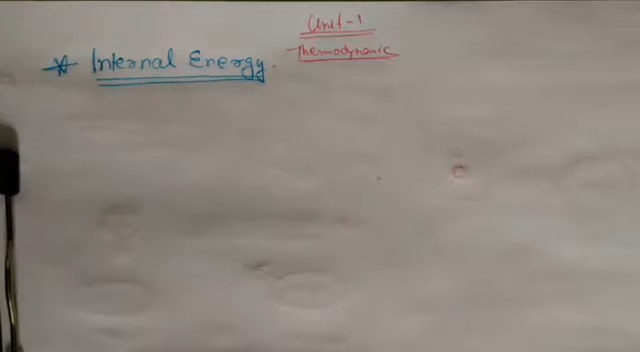 Unit-1
Thermodynamic
* Internal Energy.